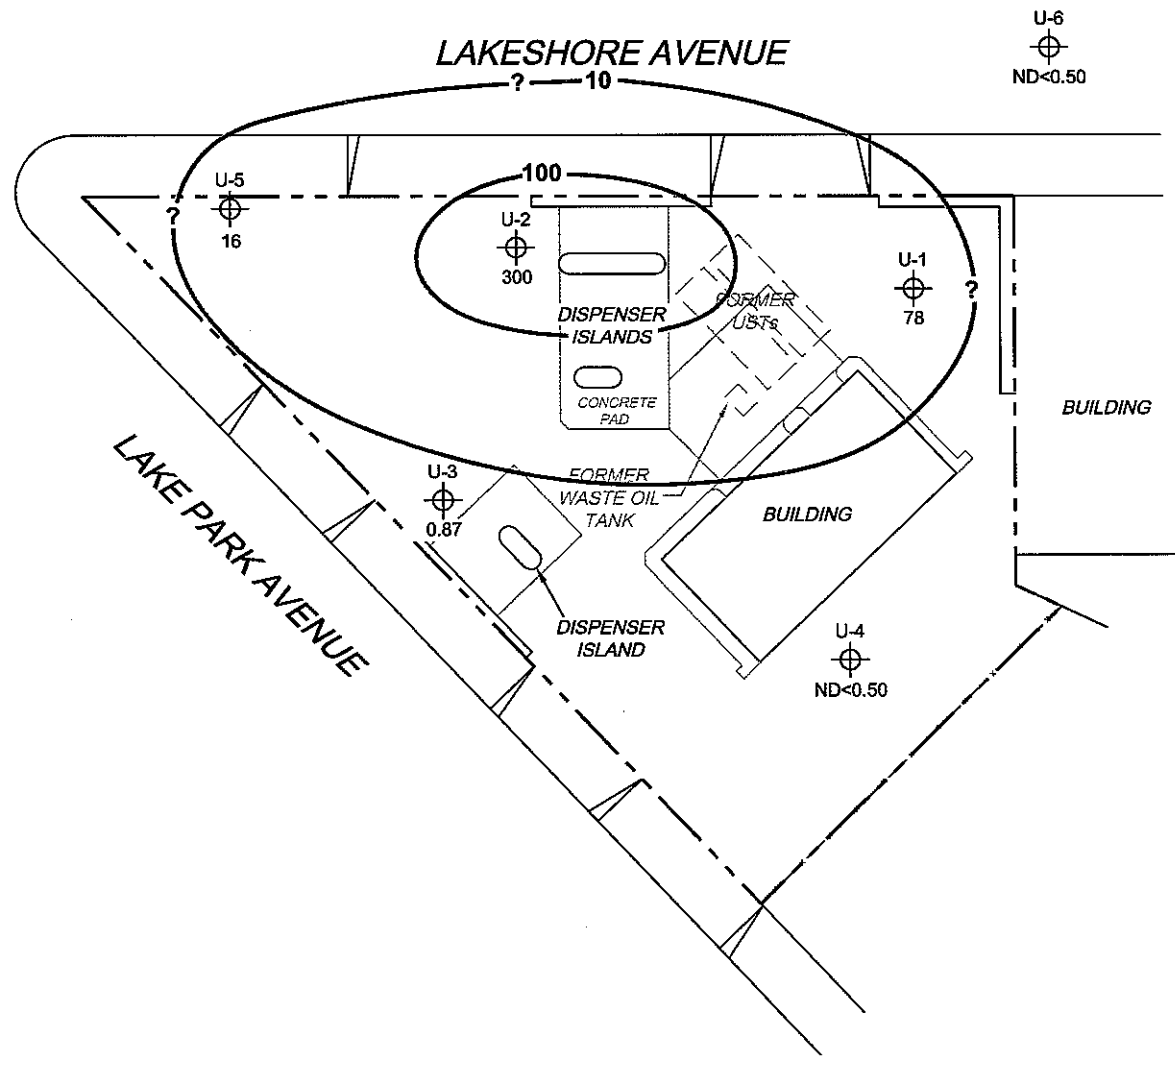 U-6
LAKESHORE AVENUE
ND<0.50
? 10
100
U-5
?
16
U-2
300
U-1
?
78
FORMER
USTs
DISPENSER
ISLANDS
CONCRETE
PAD
BUILDING
LAKE PARK AVENUE
U-3
0.87
FORMER
WASTE OIL
TANK
BUILDING
DISPENSER
ISLAND
U-4
ND<0.50